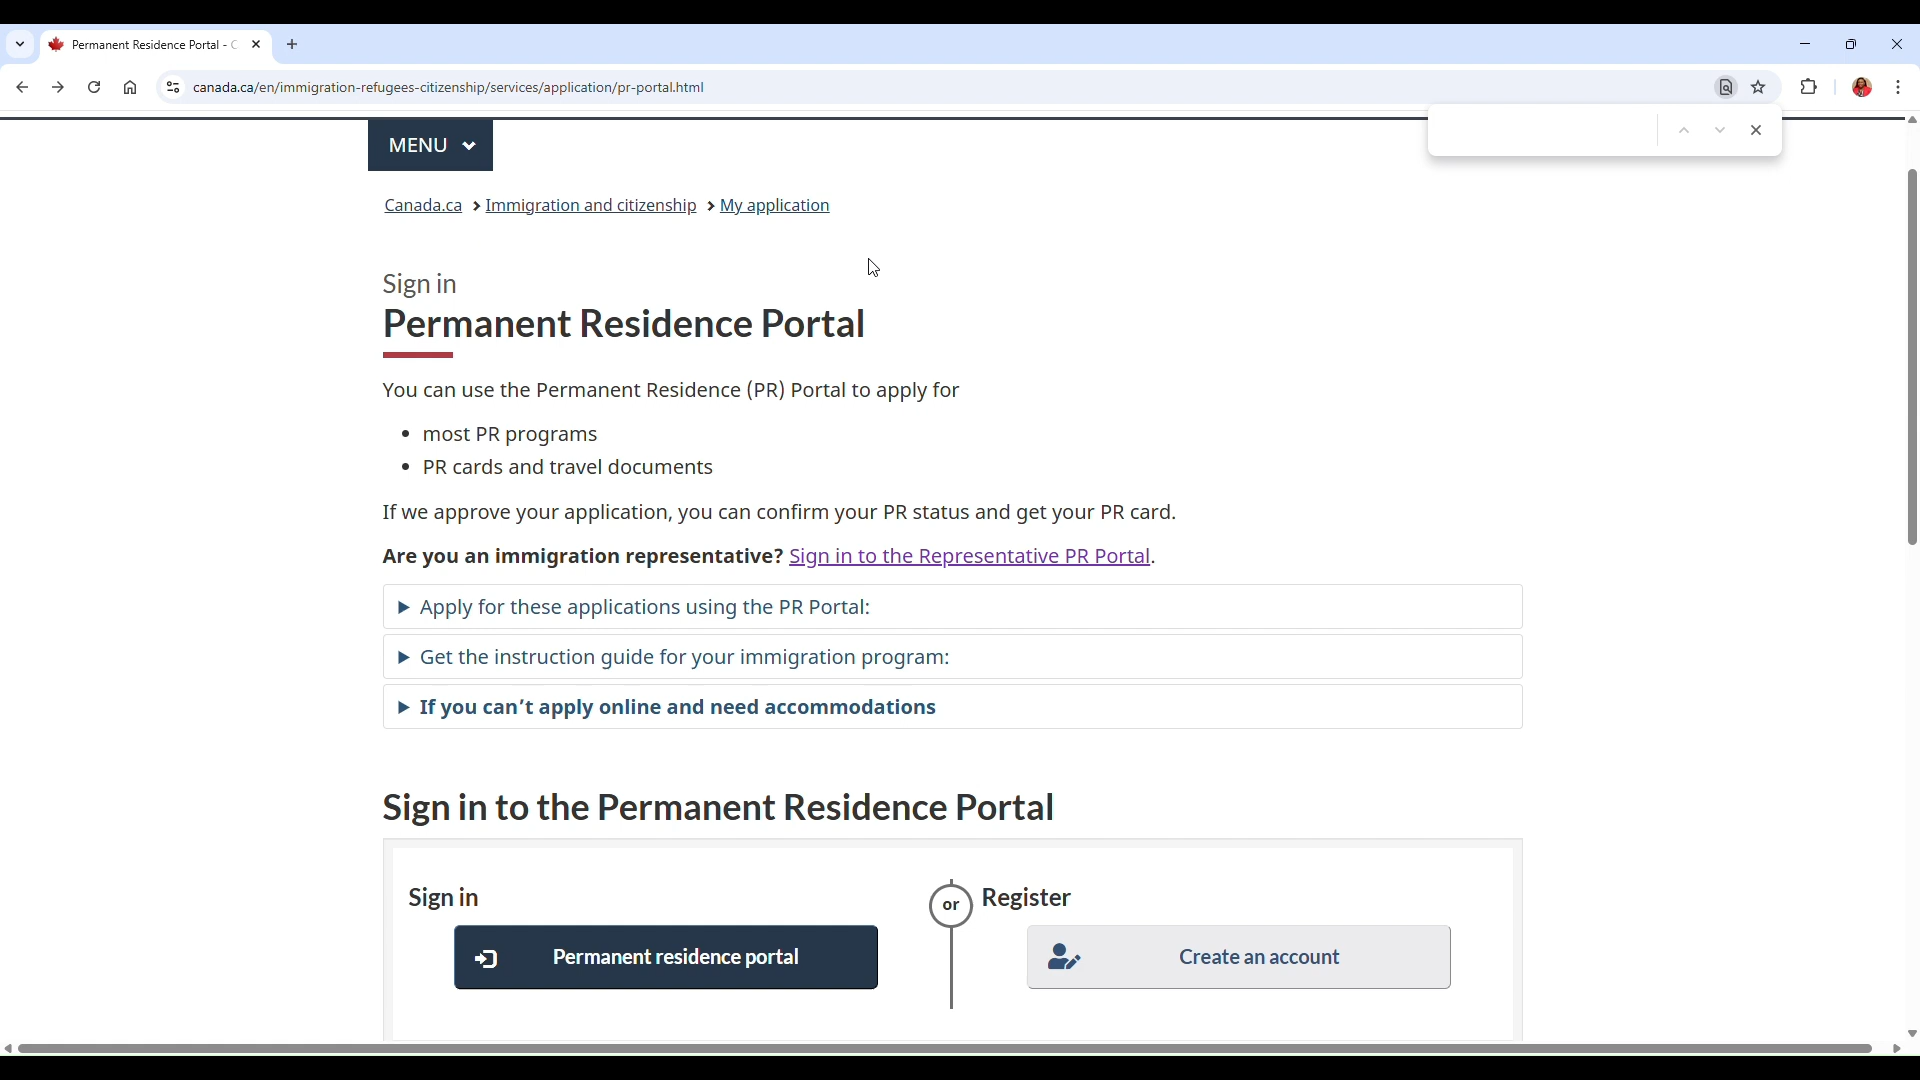 Permanent Residence Portal - C
canada.ca/en/immigration-refugees-citizenship/services/application/pr-portal.html
MENU
Canada.ca > Immigration and citizenship > My application
Sign in
Permanent Residence Portal
You can use the Permanent Residence (PR) Portal to apply for
• most PR programs
• PR cards and travel documents
If we approve your application, you can confirm your PR status and get your PR card.
Are you an immigration representative? Sign in to the Representative PR Portal.
Apply for these applications using the PR Portal:
Get the instruction guide for your immigration program:
If you can’t apply online and need accommodations
Sign in to the Permanent Residence Portal
Sign in
or
Register
Permanent residence portal
Create an account